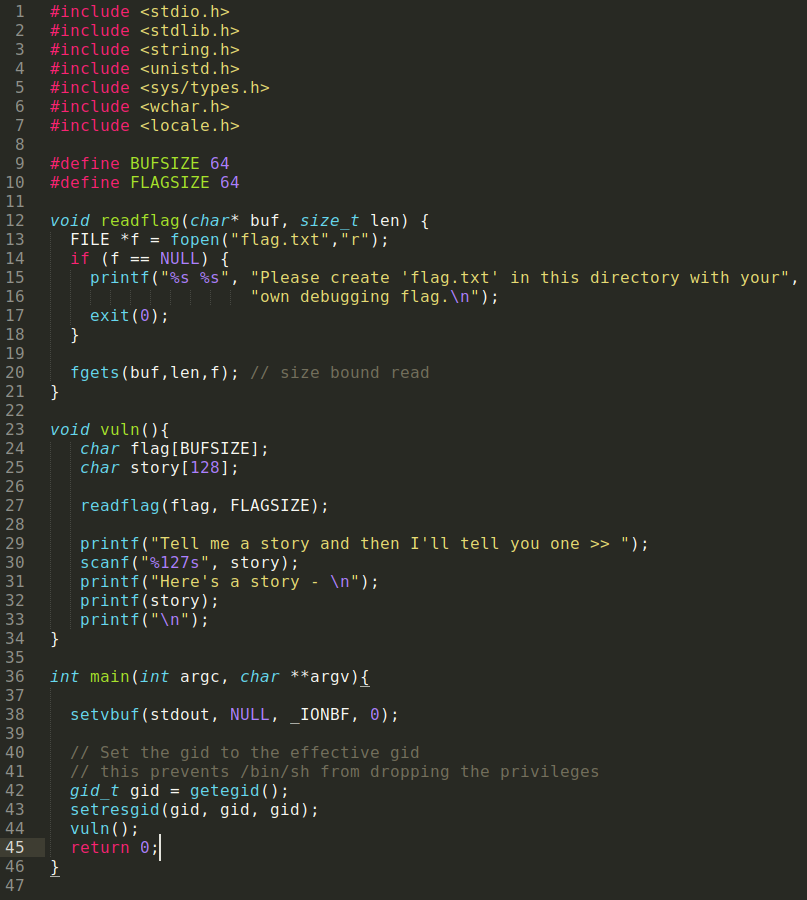 1 #include <stdio.h>
2 #include <stdlib.h>
3 #include <string.h>
4 #include <unistd.h>
5 #include <sys/types.h>
6 #include <wchar.h>
7 #include <locale.h>
8
9 #define BUFSIZE 64
10 #define FLAGSIZE 64
11
12 void readflag(char* buf, size_t len) {
13   FILE *f = fopen("flag.txt","r");
14   if (f == NULL) {
15     printf("%s %s", "Please create 'flag.txt' in this directory with your",
16                     "own debugging flag.\n");
17     exit(0);
18   }
19
20   fgets(buf,len,f); // size bound read
21 }
22
23 void vuln(){
24    char flag[BUFSIZE];
25    char story[128];
26
27    readflag(flag, FLAGSIZE);
28
29    printf("Tell me a story and then I'll tell you one >> ");
30    scanf("%127s", story);
31    printf("Here's a story - \n");
32    printf(story);
33    printf("\n");
34 }
35
36 int main(int argc, char **argv){
37
38   setvbuf(stdout, NULL, _IONBF, 0);
39
40   // Set the gid to the effective gid
41   // this prevents /bin/sh from dropping the privileges
42   gid_t gid = getegid();
43   setresgid(gid, gid, gid);
44   vuln();
45   return 0;
46 }
47